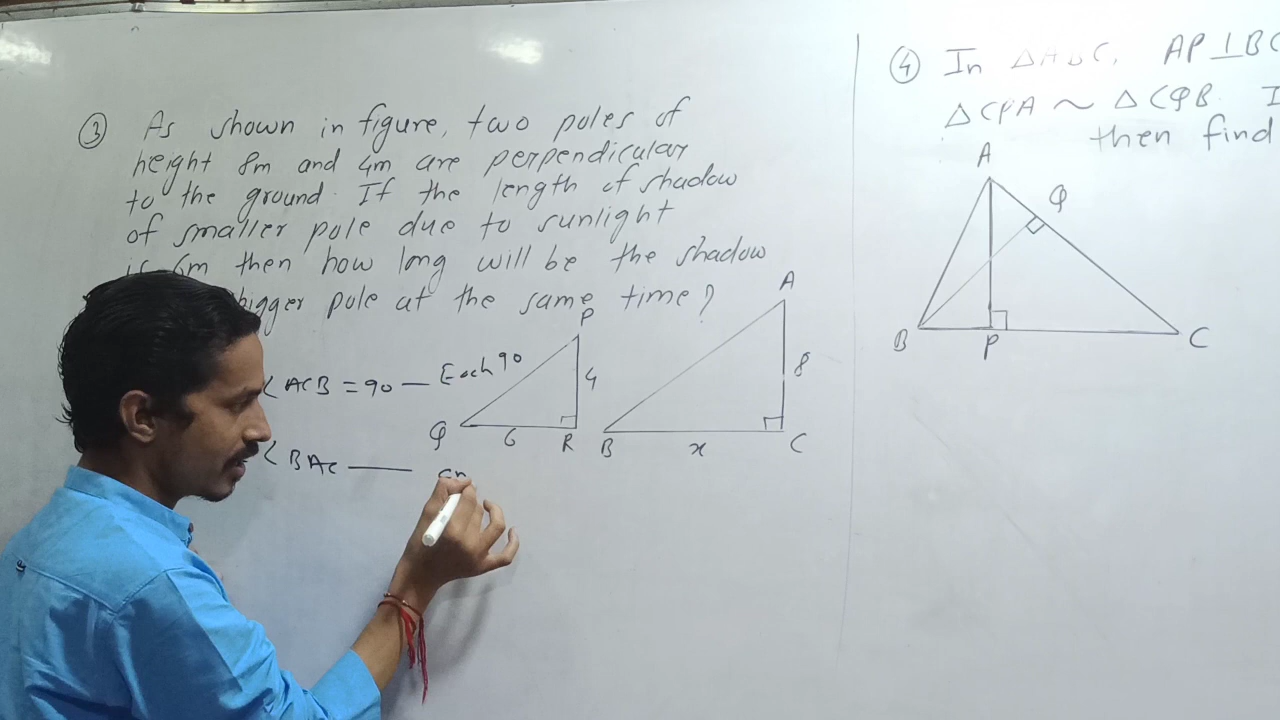 ③ As shown in figure, two poles of
height 8m and 4m are perpendicular
to the ground. If the length of shadow
of smaller pole due to sunlight
is 6m then how long will be the shadow
bigger pole at the same time?
P
4
Q 6 R
A
8
B x C
<ACB = 90 — Each 90
<BAC ——
④ In △ABC, AP⊥BC
△CPA ~ △CQB. I
then find
A
Q
B P C